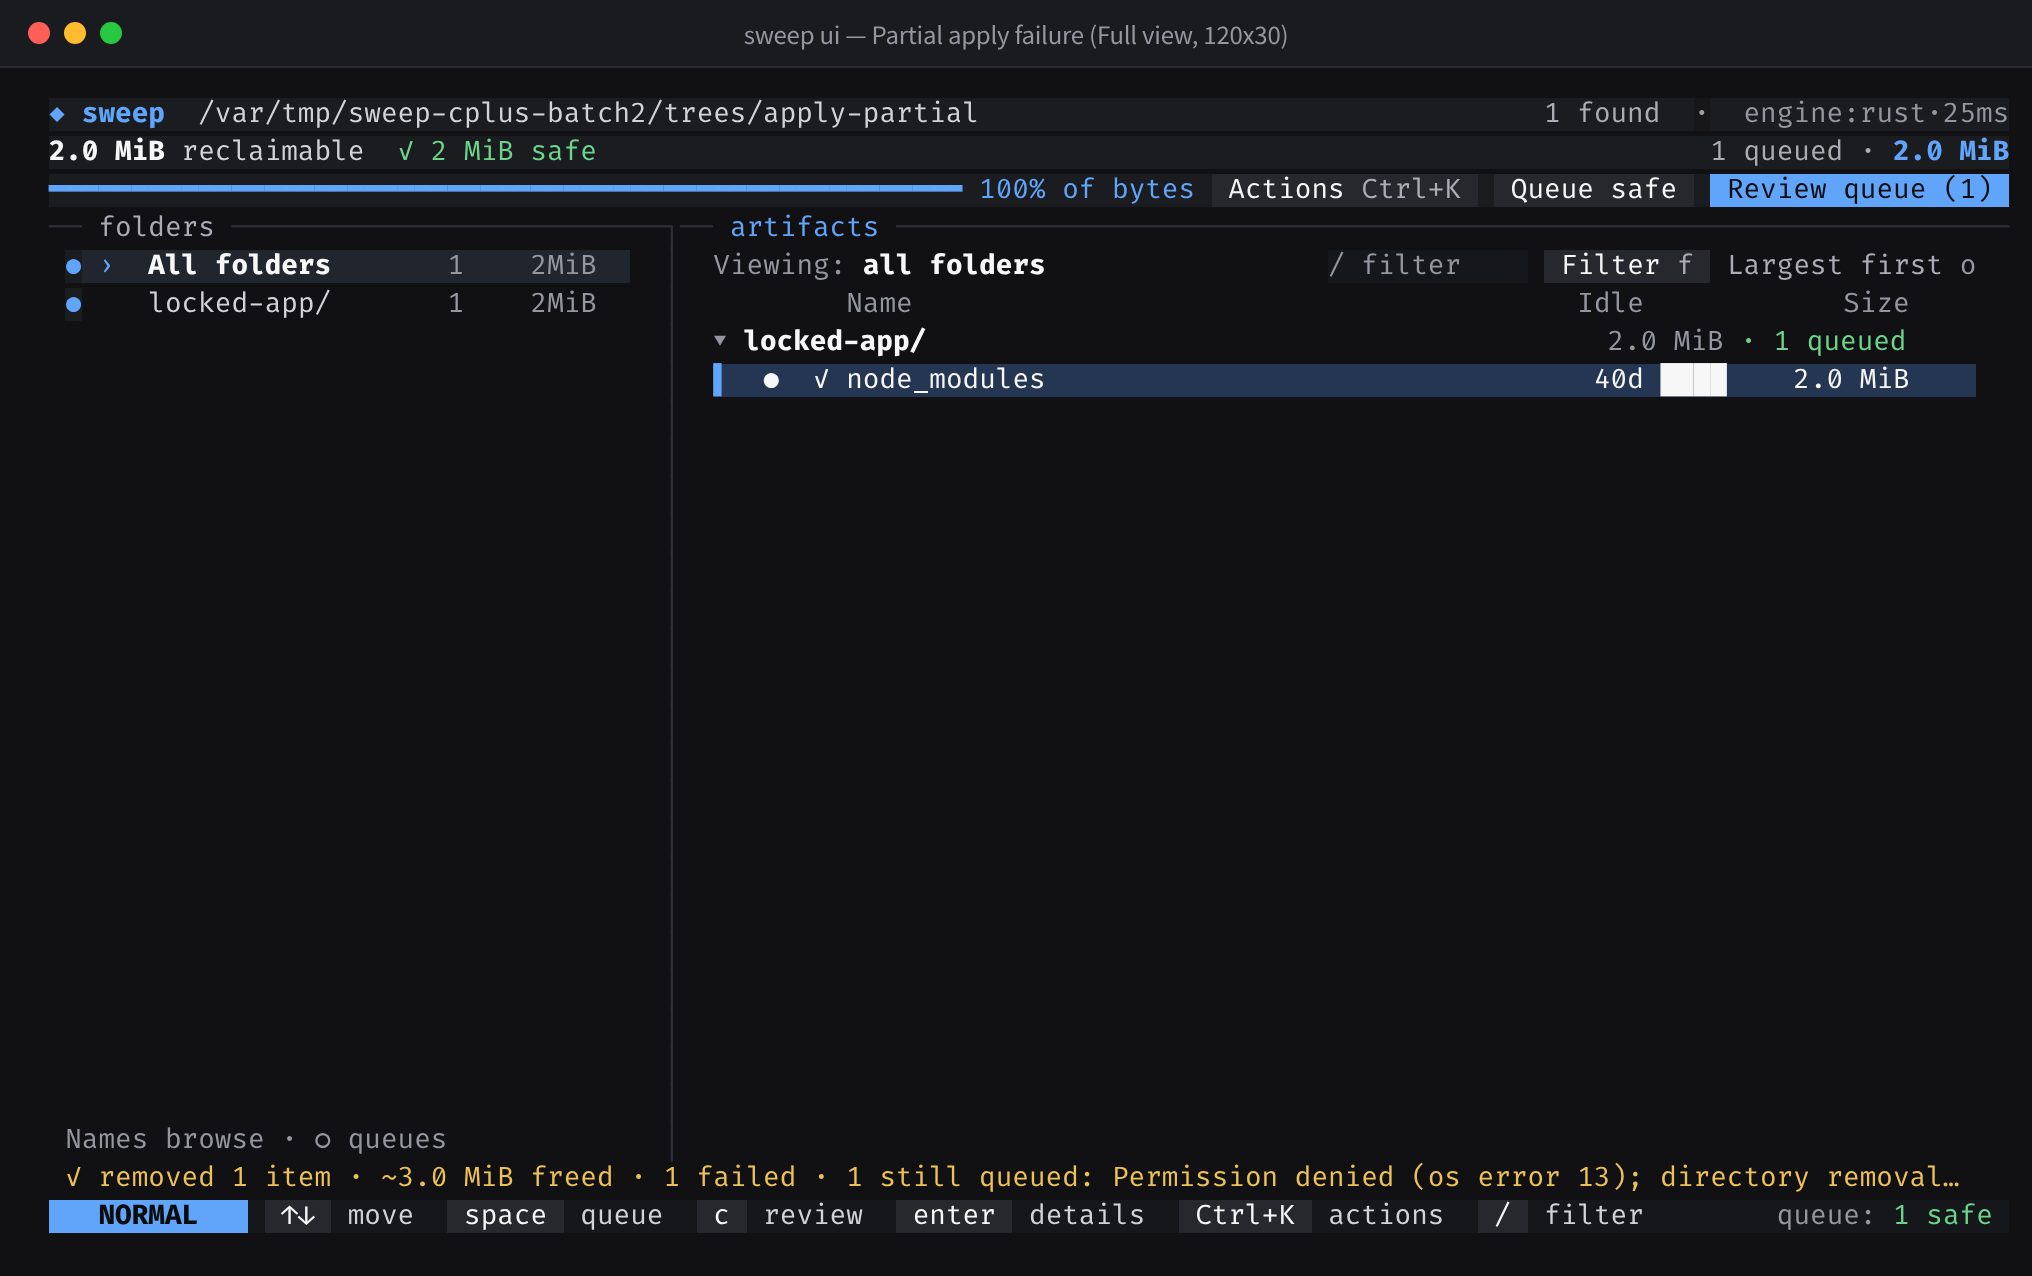 sweep ui — Partial apply failure (Full view, 120x30)
◆ sweep /var/tmp/sweep-cplus-batch2/trees/apply-partial 1 found · engine:rust·25ms
2.0 MiB reclaimable √ 2 MiB safe 1 queued · 2.0 MiB
100% of bytes Actions Ctrl+K Queue safe Review queue (1)
folders artifacts
● › All folders 1 2MiB Viewing: all folders / filter Filter f Largest first o
● locked-app/ 1 2MiB Name Idle Size
▾ locked-app/ 2.0 MiB · 1 queued
● √ node_modules 40d 2.0 MiB
Names browse · ○ queues
√ removed 1 item · ~3.0 MiB freed · 1 failed · 1 still queued: Permission denied (os error 13); directory removal…
NORMAL ↑↓ move space queue c review enter details Ctrl+K actions / filter queue: 1 safe